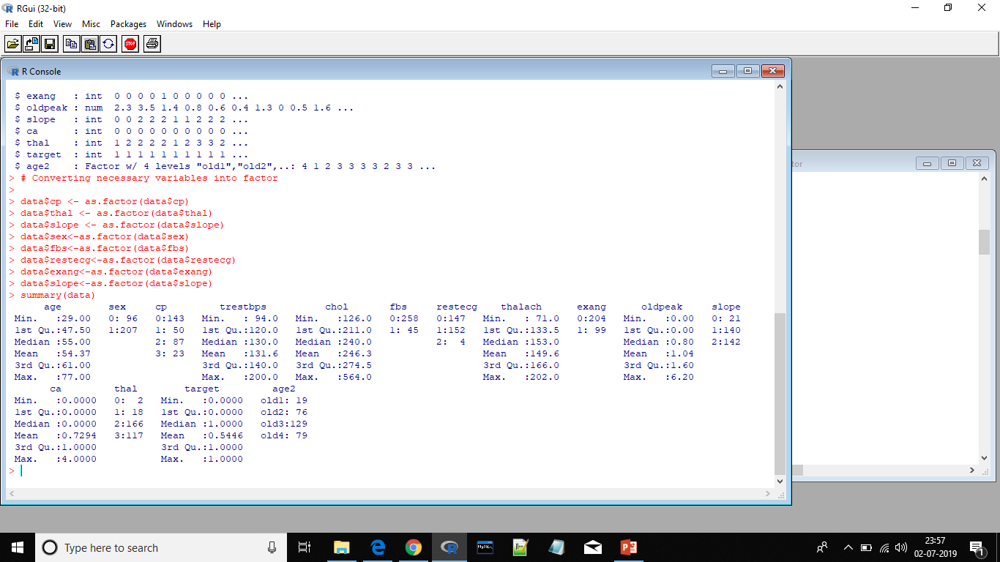 RGui (32-bit)
File Edit View Misc Packages Windows Help
STOP
R Console
$ exang : int 0 0 0 0 1 0 0 0 0 0 ...
$ oldpeak : num 2.3 3.5 1.4 0.8 0.6 0.4 1.3 0 0.5 1.6 ...
$ slope : int 0 0 2 2 2 1 1 2 2 2 ...
$ ca : int 0 0 0 0 0 0 0 0 0 0 ...
$ thal : int 1 2 2 2 2 1 2 3 3 2 ...
$ target : int 1 1 1 1 1 1 1 1 1 1 ...
$ age2 : Factor w/ 4 levels "old1","old2",..: 4 1 2 3 3 3 3 2 3 3 ...
> # Converting necessary variables into factor
>
> data$cp <- as.factor(data$cp)
> data$thal <- as.factor(data$thal)
> data$slope <- as.factor(data$slope)
> data$sex<-as.factor(data$sex)
> data$fbs<-as.factor(data$fbs)
> data$restecg<-as.factor(data$restecg)
> data$exang<-as.factor(data$exang)
> data$slope<-as.factor(data$slope)
> summary(data)
age sex cp trestbps chol fbs restecg thalach exang oldpeak slope
Min. :29.00 0: 96 0:143 Min. : 94.0 Min. :126.0 0:258 0:147 Min. : 71.0 0:204 Min. :0.00 0: 21
1st Qu.:47.50 1:207 1: 50 1st Qu.:120.0 1st Qu.:211.0 1: 45 1:152 1st Qu.:133.5 1: 99 1st Qu.:0.00 1:140
Median :55.00 2: 87 Median :130.0 Median :240.0 2: 4 Median :153.0 Median :0.80 2:142
Mean :54.37 3: 23 Mean :131.6 Mean :246.3 Mean :149.6 Mean :1.04
3rd Qu.:61.00 3rd Qu.:140.0 3rd Qu.:274.5 3rd Qu.:166.0 3rd Qu.:1.60
Max. :77.00 Max. :200.0 Max. :564.0 Max. :202.0 Max. :6.20
ca thal target age2
Min. :0.0000 0: 2 Min. :0.0000 old1: 19
1st Qu.:0.0000 1: 18 1st Qu.:0.0000 old2: 76
Median :0.0000 2:166 Median :1.0000 old3:129
Mean :0.7294 3:117 Mean :0.5446 old4: 79
3rd Qu.:1.0000 3rd Qu.:1.0000
Max. :4.0000 Max. :1.0000
>
tor
Type here to search
23:57
02-07-2019
1